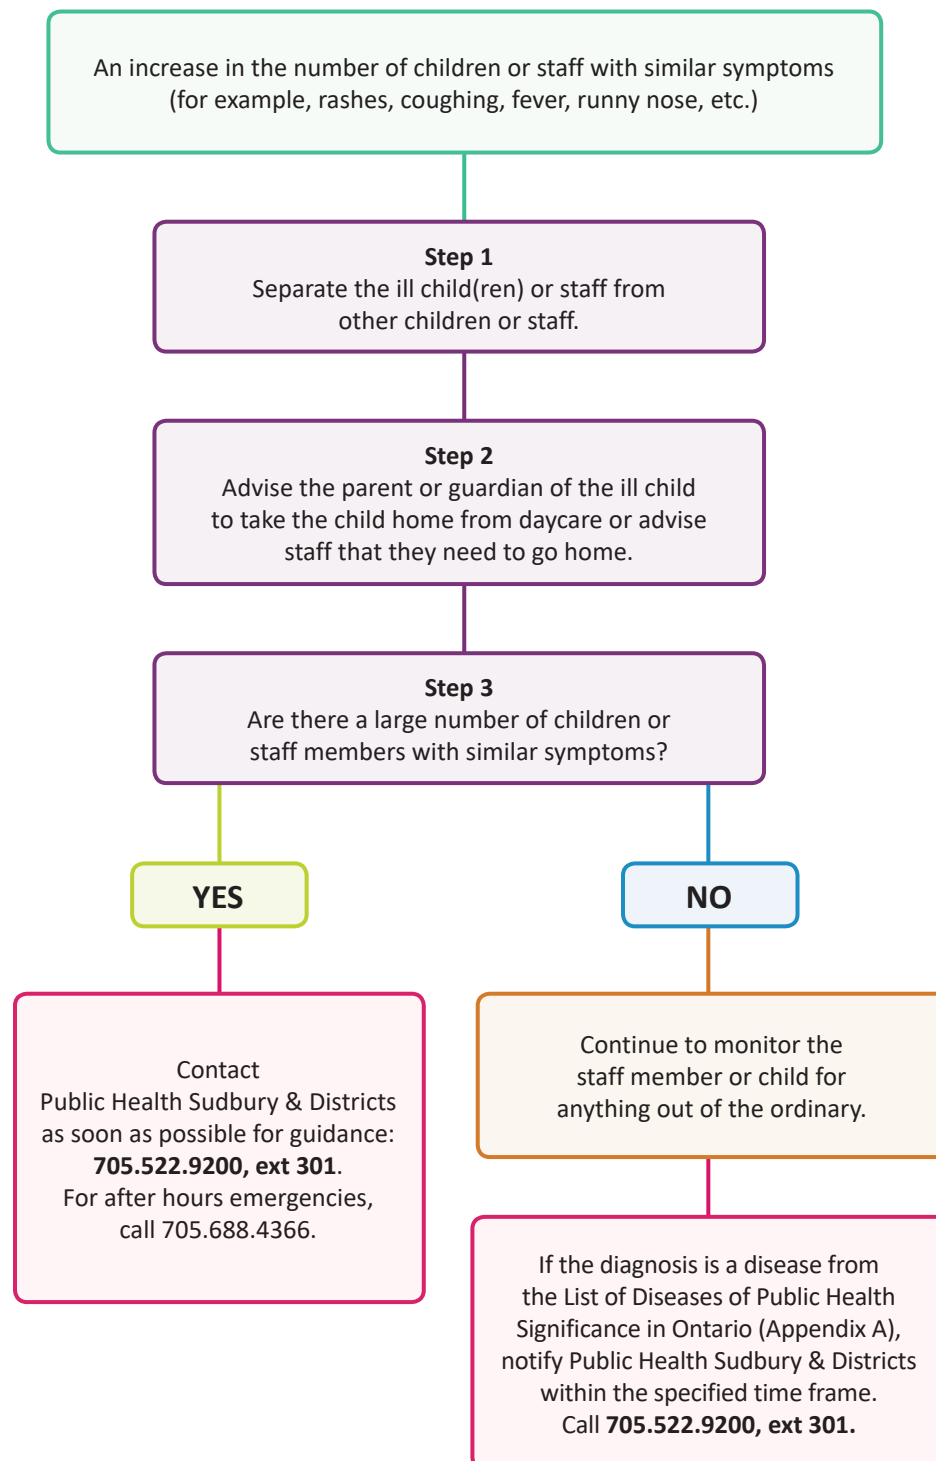 An increase in the number of children or staff with similar symptoms
(for example, rashes, coughing, fever, runny nose, etc.)
Step 1
Separate the ill child(ren) or staff from
other children or staff.
Step 2
Advise the parent or guardian of the ill child
to take the child home from daycare or advise
staff that they need to go home.
Step 3
Are there a large number of children or
staff members with similar symptoms?
YES
Contact
Public Health Sudbury & Districts
as soon as possible for guidance:
705.522.9200, ext 301.
For after hours emergencies,
call 705.688.4366.
NO
Continue to monitor the
staff member or child for
anything out of the ordinary.
If the diagnosis is a disease from
the List of Diseases of Public Health
Significance in Ontario (Appendix A),
notify Public Health Sudbury & Districts
within the specified time frame.
Call 705.522.9200, ext 301.